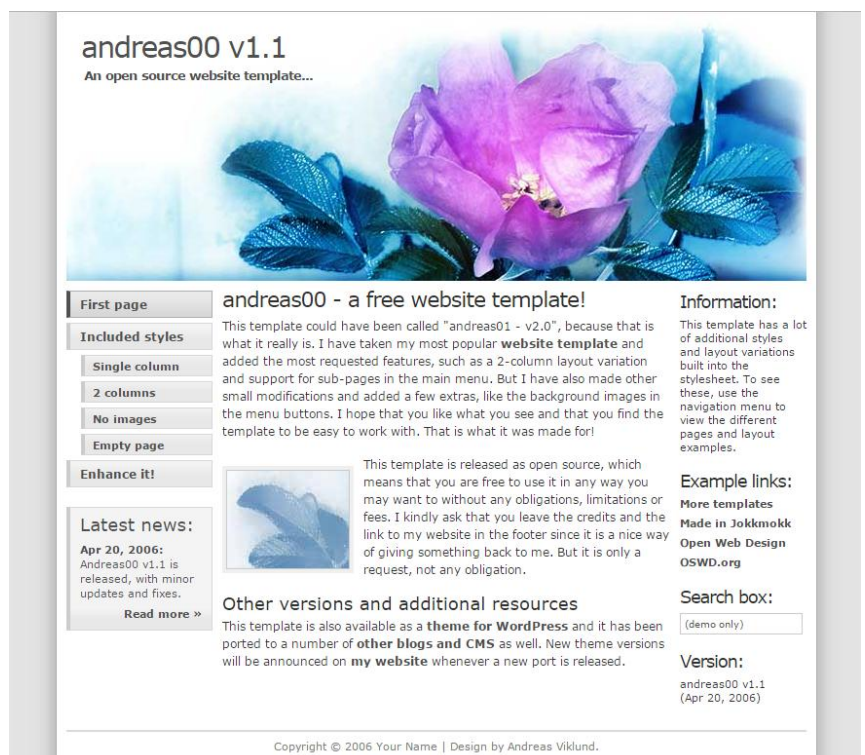 andreas00 v1.1
An open source website template...
First page
Included styles
Single column
2 columns
No images
Empty page
Enhance it!
Latest news:
Apr 20, 2006:
Andreas00 v1.1 is
released, with minor
updates and fixes.
Read more »
andreas00 - a free website template!
This template could have been called "andreas01 - v2.0", because that is
what it really is. I have taken my most popular website template and
added the most requested features, such as a 2-column layout variation
and support for sub-pages in the main menu. But I have also made other
small modifications and added a few extras, like the background images in
the menu buttons. I hope that you like what you see and that you find the
template to be easy to work with. That is what it was made for!
This template is released as open source, which
means that you are free to use it in any way you
may want to without any obligations, limitations or
fees. I kindly ask that you leave the credits and the
link to my website in the footer since it is a nice way
of giving something back to me. But it is only a
request, not any obligation.
Other versions and additional resources
This template is also available as a theme for WordPress and it has been
ported to a number of other blogs and CMS as well. New theme versions
will be announced on my website whenever a new port is released.
Information:
This template has a lot
of additional styles
and layout variations
built into the
stylesheet. To see
these, use the
navigation menu to
view the different
pages and layout
examples.
Example links:
More templates
Made in Jokkmokk
Open Web Design
OSWD.org
Search box:
(demo only)
Version:
andreas00 v1.1
(Apr 20, 2006)
Copyright © 2006 Your Name | Design by Andreas Viklund.